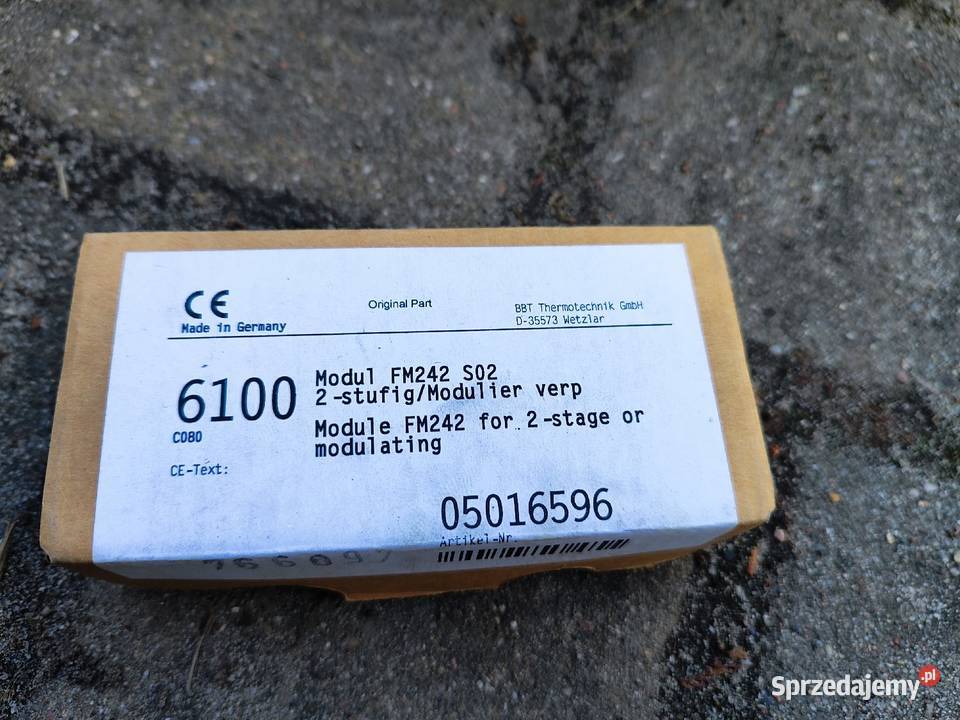 CE
Made in Germany
Original Part
BBT Thermotechnik GmbH
D-35573 Wetzlar
6100
C080
Modul FM242 S02
2-stufig/Modulier verp
Module FM242 for 2-stage or
modulating
CE-Text:
05016596
Artikel-Nr.
Sprzedajemy.pl